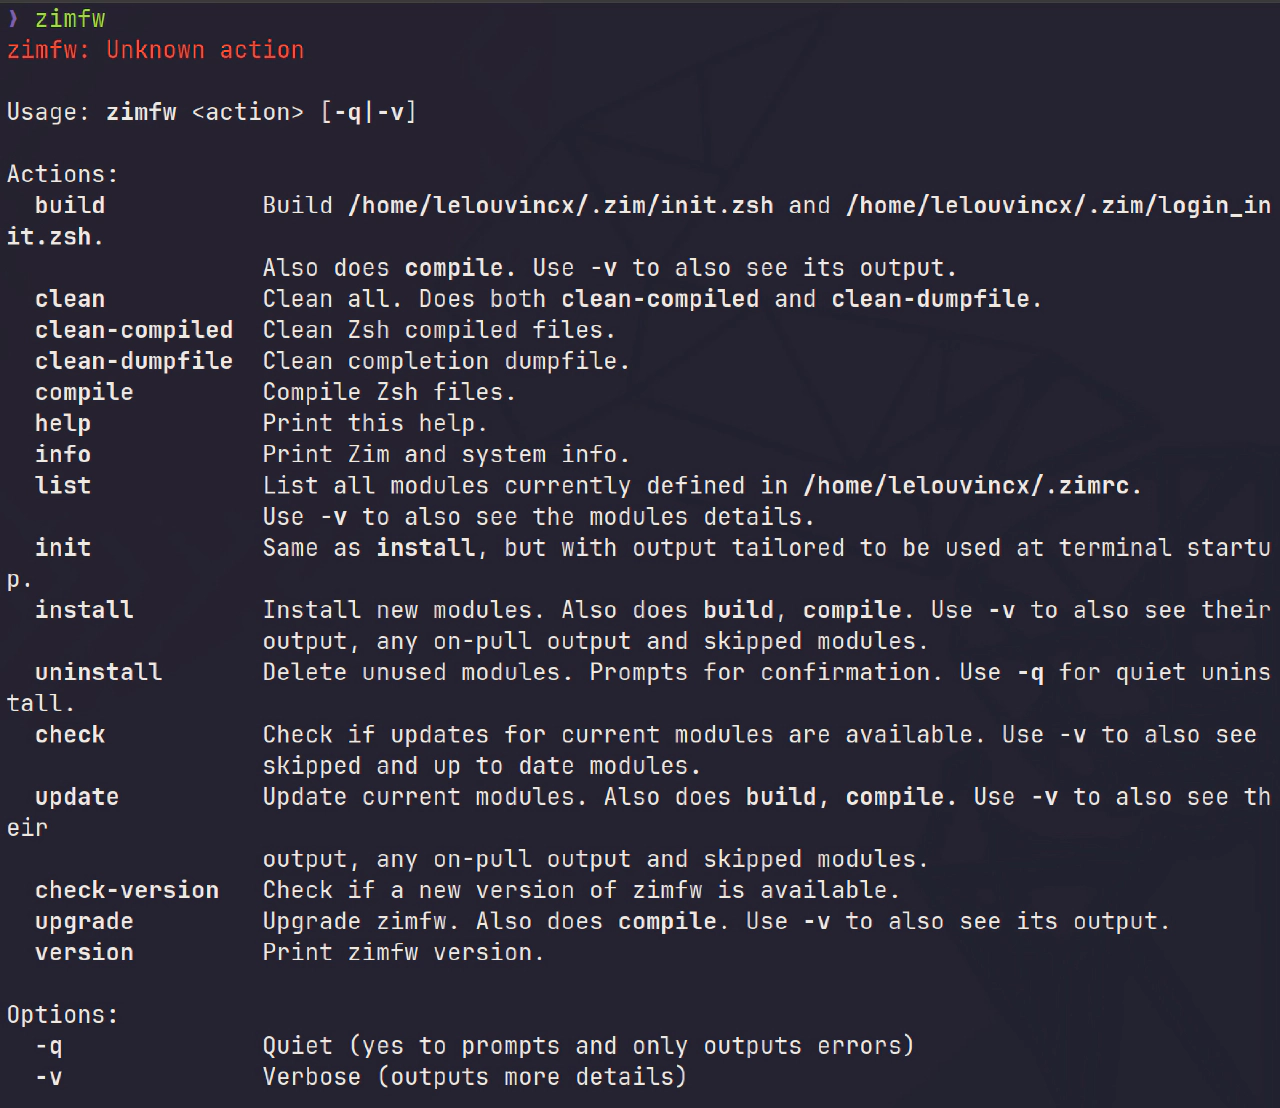 ❯ zimfw
zimfw: Unknown action

Usage: zimfw <action> [-q|-v]

Actions:
  build           Build /home/lelouvincx/.zim/init.zsh and /home/lelouvincx/.zim/login_in
it.zsh.
                  Also does compile. Use -v to also see its output.
  clean           Clean all. Does both clean-compiled and clean-dumpfile.
  clean-compiled  Clean Zsh compiled files.
  clean-dumpfile  Clean completion dumpfile.
  compile         Compile Zsh files.
  help            Print this help.
  info            Print Zim and system info.
  list            List all modules currently defined in /home/lelouvincx/.zimrc.
                  Use -v to also see the modules details.
  init            Same as install, but with output tailored to be used at terminal startu
p.
  install         Install new modules. Also does build, compile. Use -v to also see their
                  output, any on-pull output and skipped modules.
  uninstall       Delete unused modules. Prompts for confirmation. Use -q for quiet unins
tall.
  check           Check if updates for current modules are available. Use -v to also see
                  skipped and up to date modules.
  update          Update current modules. Also does build, compile. Use -v to also see th
eir
                  output, any on-pull output and skipped modules.
  check-version   Check if a new version of zimfw is available.
  upgrade         Upgrade zimfw. Also does compile. Use -v to also see its output.
  version         Print zimfw version.

Options:
  -q              Quiet (yes to prompts and only outputs errors)
  -v              Verbose (outputs more details)